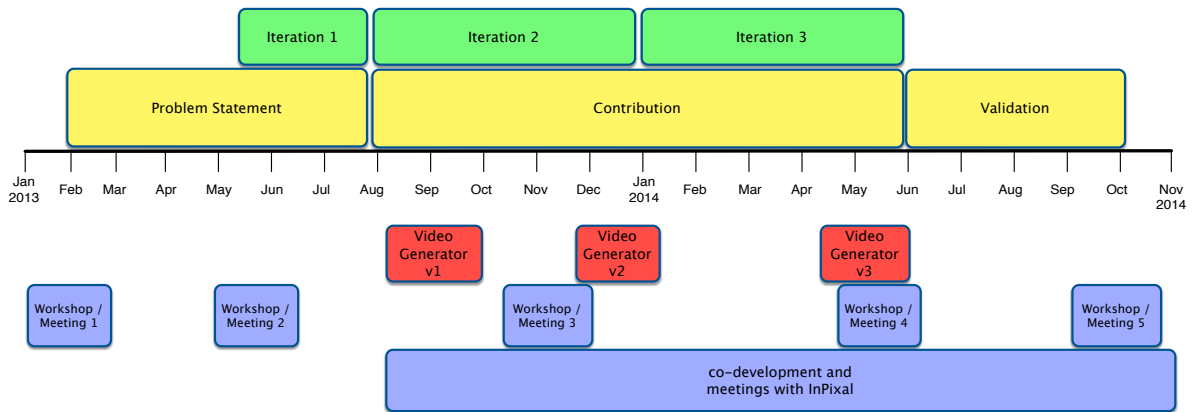 Iteration 1
Iteration 2
Iteration 3
Problem Statement
Contribution
Validation
Jan
2013
Feb
Mar
Apr
May
Jun
Jul
Aug
Sep
Oct
Nov
Dec
Jan
2014
Feb
Mar
Apr
May
Jun
Jul
Aug
Sep
Oct
Nov
2014
Video
Generator
v1
Video
Generator
v2
Video
Generator
v3
Workshop /
Meeting 1
Workshop /
Meeting 2
Workshop /
Meeting 3
Workshop /
Meeting 4
Workshop /
Meeting 5
co-development and
meetings with InPixal